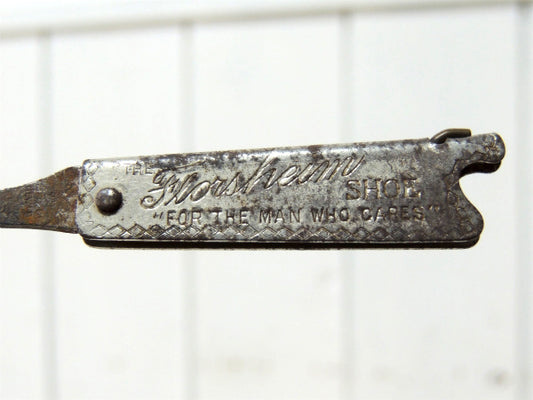 THE Florsheim SHOE
"FOR THE MAN WHO CARES"